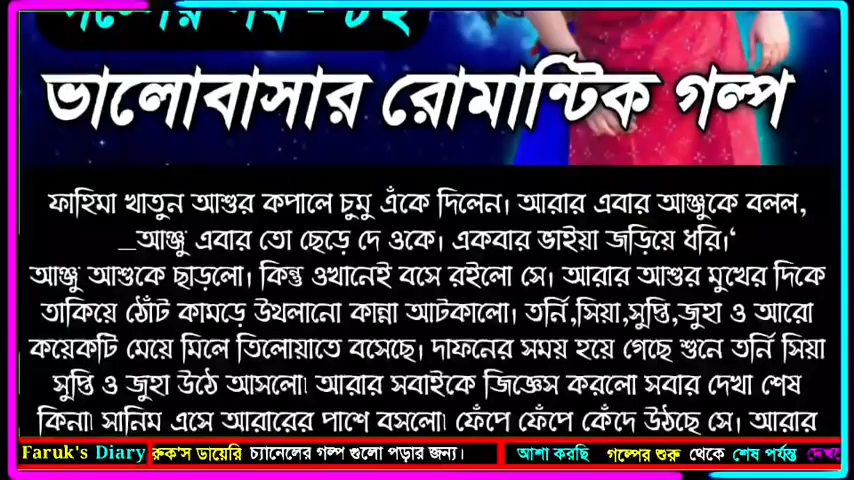 ভালোবাসার রোমান্টিক গল্প
ফাহিমা খাতুন আশুর কপালে চুমু এঁকে দিলেন। আরার এবার আঞ্জুকে বলল,
_আঞ্জু এবার তো ছেড়ে দে ওকে। একবার ভাইয়া জড়িয়ে ধরি।‘
আঞ্জু আশুকে ছাড়লো। কিন্তু ওখানেই বসে রইলো সে। আরার আশুর মুখের দিকে
তাকিয়ে ঠোঁট কামড়ে উথলানো কান্না আটকালো। তর্নি,সিয়া,সুপ্তি,জুহা ও আরো
কয়েকটি মেয়ে মিলে তিলোয়াতে বসেছে। দাফনের সময় হয়ে গেছে শুনে তর্নি সিয়া
সুপ্তি ও জুহা উঠে আসলো। আরার সবাইকে জিজ্ঞেস করলো সবার দেখা শেষ
কিনা। সানিম এসে আরারের পাশে বসলো। ফেঁপে ফেঁপে কেঁদে উঠছে সে। আরার
Faruk's Diary রুক'স ডায়েরি চ্যানেলের গল্প গুলো পড়ার জন্য। আশা করছি গল্পের শুরু থেকে শেষ পর্যন্ত